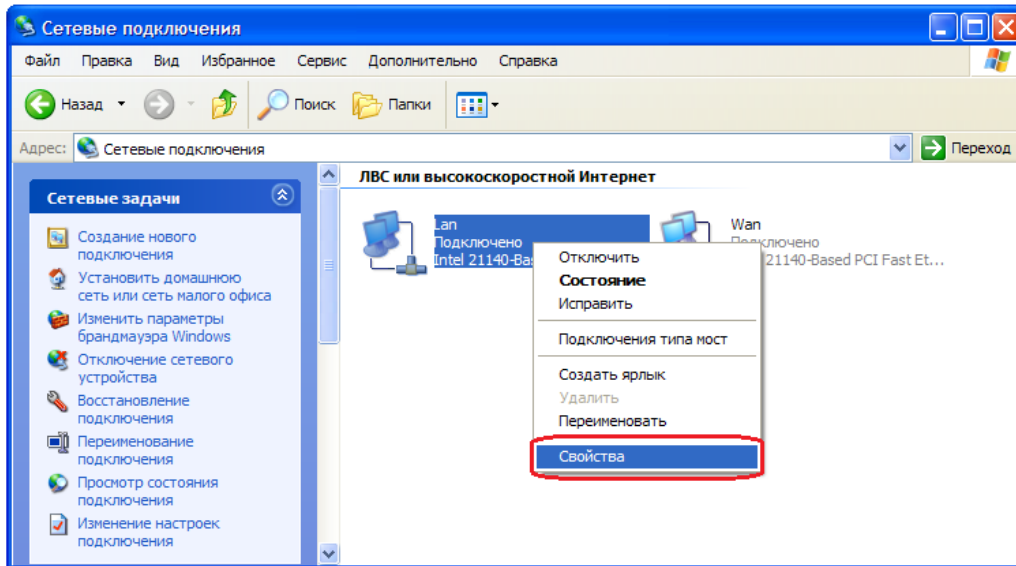 Сетевые подключения
Файл Правка Вид Избранное Сервис Дополнительно Справка
Назад Поиск Папки
Адрес: Сетевые подключения Переход
Сетевые задачи
Создание нового
подключения
Установить домашнюю
сеть или сеть малого офиса
Изменить параметры
брандмауэра Windows
Отключение сетевого
устройства
Восстановление
подключения
Переименование
подключения
Просмотр состояния
подключения
Изменение настроек
подключения
ЛВС или высокоскоростной Интернет
Lan
Подключено
Intel 21140-Ba
Wan
Подключено
21140-Based PCI Fast Et...
Отключить
Состояние
Исправить
Подключения типа мост
Создать ярлык
Удалить
Переименовать
Свойства